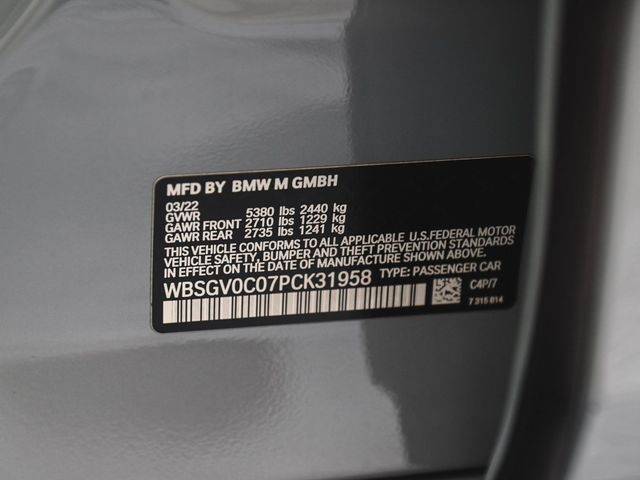 MFD BY BMW M GMBH
03/22
GVWR 5380 lbs 2440 kg
GAWR FRONT 2710 lbs 1229 kg
GAWR REAR 2735 lbs 1241 kg
THIS VEHICLE CONFORMS TO ALL APPLICABLE U.S.FEDERAL MOTOR
VEHICLE SAFETY, BUMPER, AND THEFT PREVENTION STANDARDS
IN EFFECT ON THE DATE OF MANUFACTURE SHOWN ABOVE.
WBSGV0C07PCK31958 TYPE: PASSENGER CAR
C4P/7
7 315 814